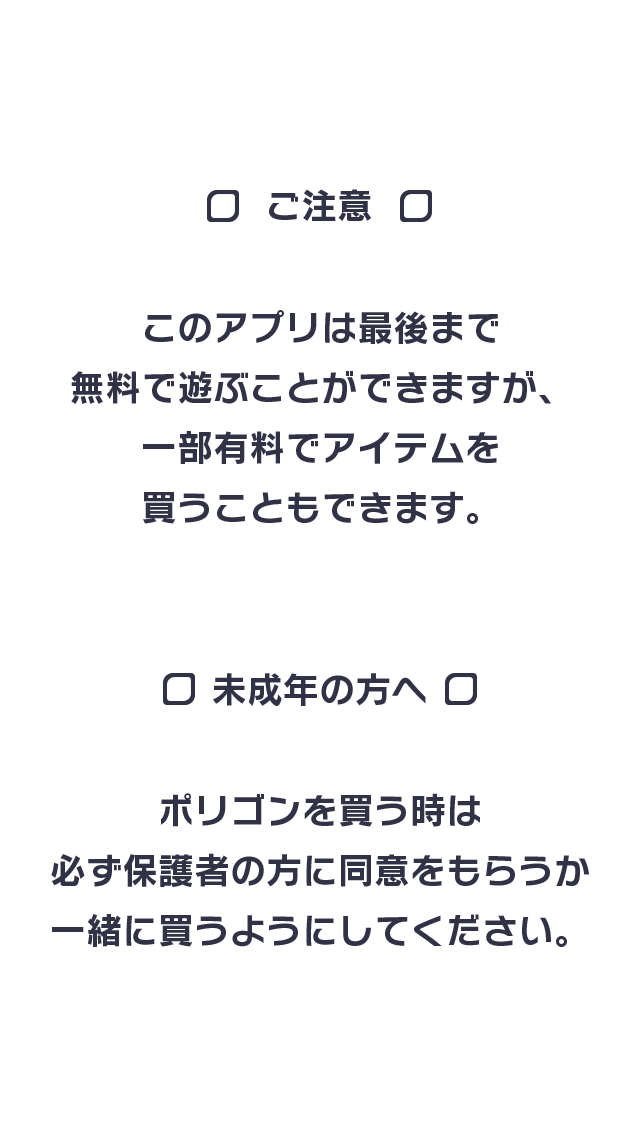 ご注意
このアプリは最後まで
無料で遊ぶことができますが、
一部有料でアイテムを
買うこともできます。
未成年の方へ
ポリゴンを買う時は
必ず保護者の方に同意をもらうか
一緒に買うようにしてください。